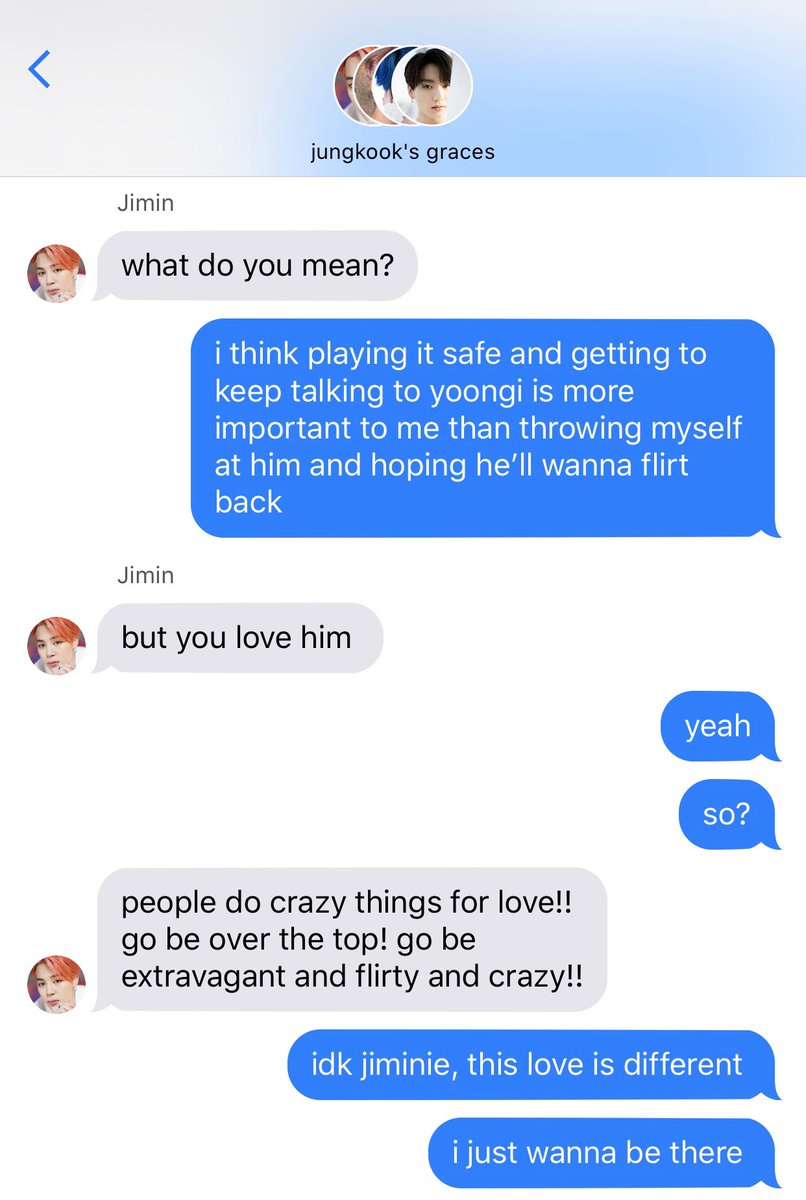 jungkook's graces
Jimin
what do you mean?
i think playing it safe and getting to
keep talking to yoongi is more
important to me than throwing myself
at him and hoping he’ll wanna flirt
back
Jimin
but you love him
yeah
so?
people do crazy things for love!!
go be over the top! go be
extravagant and flirty and crazy!!
idk jiminie, this love is different
i just wanna be there